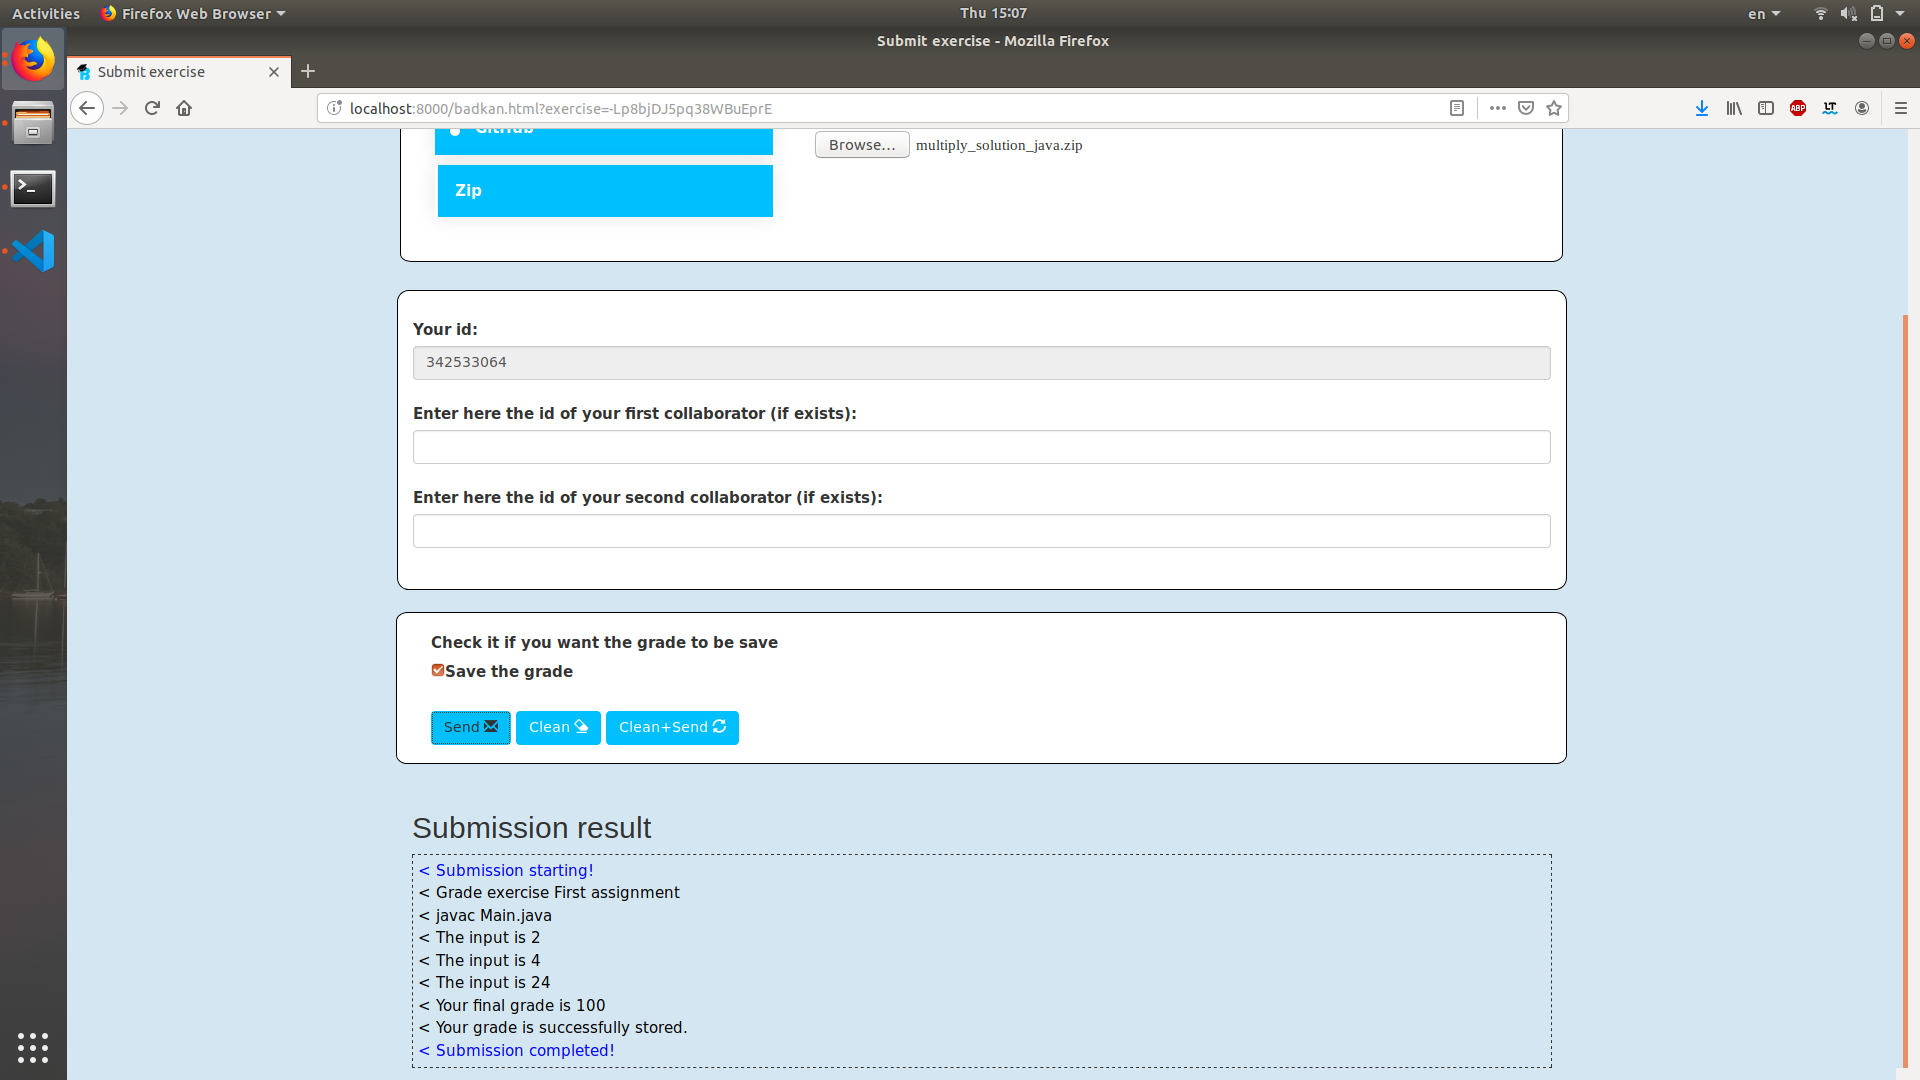 Activities
Firefox Web Browser
Thu 15:07
en
Submit exercise - Mozilla Firefox
Submit exercise
localhost:8000/badkan.html?exercise=-Lp8bjDJ5pq38WBuEprE
ABP
GitHub
Browse...
multiply_solution_java.zip
Zip
Your id:
342533064
Enter here the id of your first collaborator (if exists):
Enter here the id of your second collaborator (if exists):
Check it if you want the grade to be save
Save the grade
Send
Clean
Clean+Send
Submission result
< Submission starting!
< Grade exercise First assignment
< javac Main.java
< The input is 2
< The input is 4
< The input is 24
< Your final grade is 100
< Your grade is successfully stored.
< Submission completed!